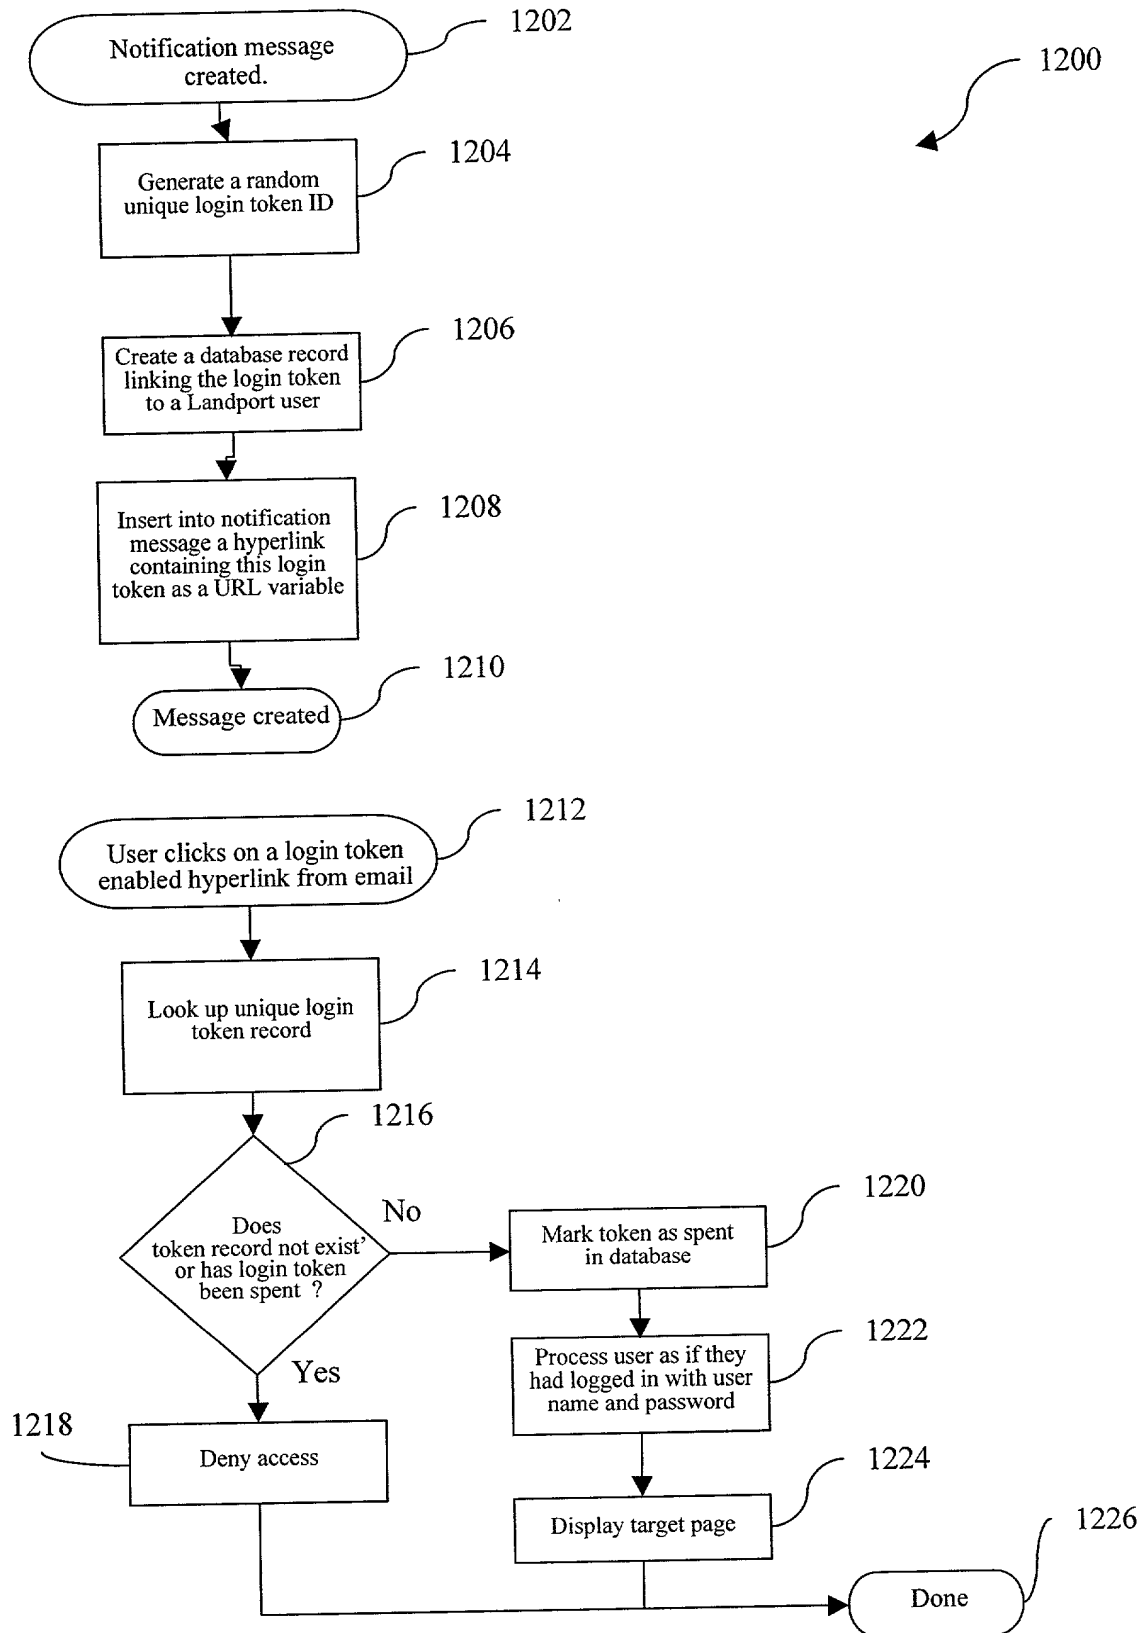 1202
Notification message
created.
1200
1204
Generate a random
unique login token ID
1206
Create a database record
linking the login token
to a Landport user
1208
Insert into notification
message a hyperlink
containing this login
token as a URL variable
1210
Message created
1212
User clicks on a login token
enabled hyperlink from email
1214
Look up unique login
token record
1216
Does
token record not exist'
or has login token
been spent ?
No
Yes
1220
Mark token as spent
in database
1222
Process user as if they
had logged in with user
name and password
1218
Deny access
1224
Display target page
1226
Done